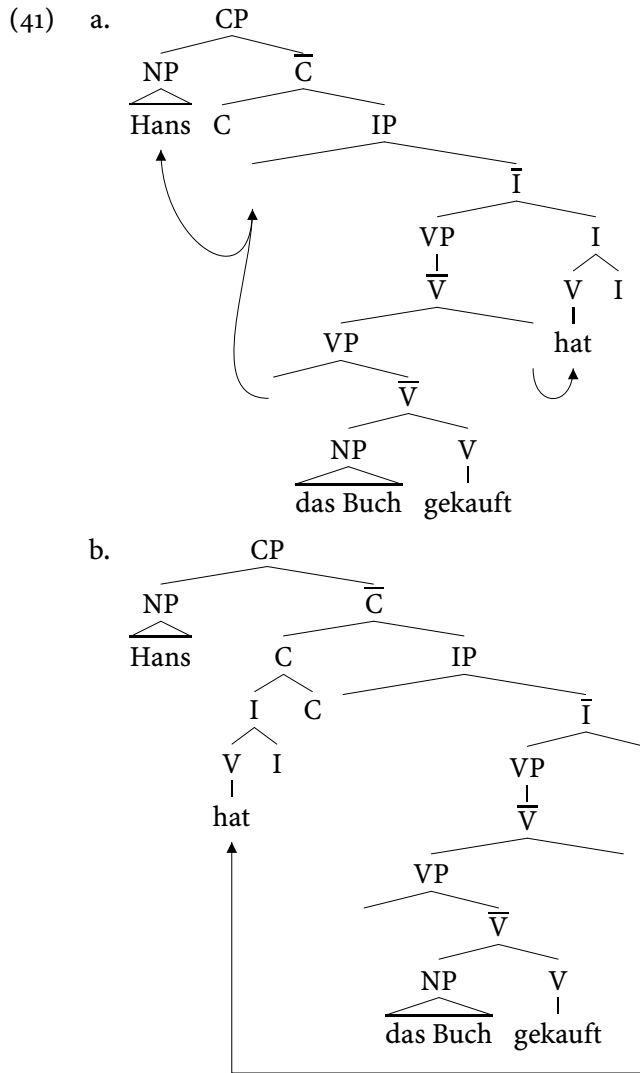 (41) a. CP
NP C̅
Hans C IP
I̅
VP I
V̅ V I
VP hat
V̅
NP V
das Buch gekauft
b. CP
NP C̅
Hans C IP
I C I̅
V I VP
hat V̅
VP
V̅
NP V
das Buch gekauft